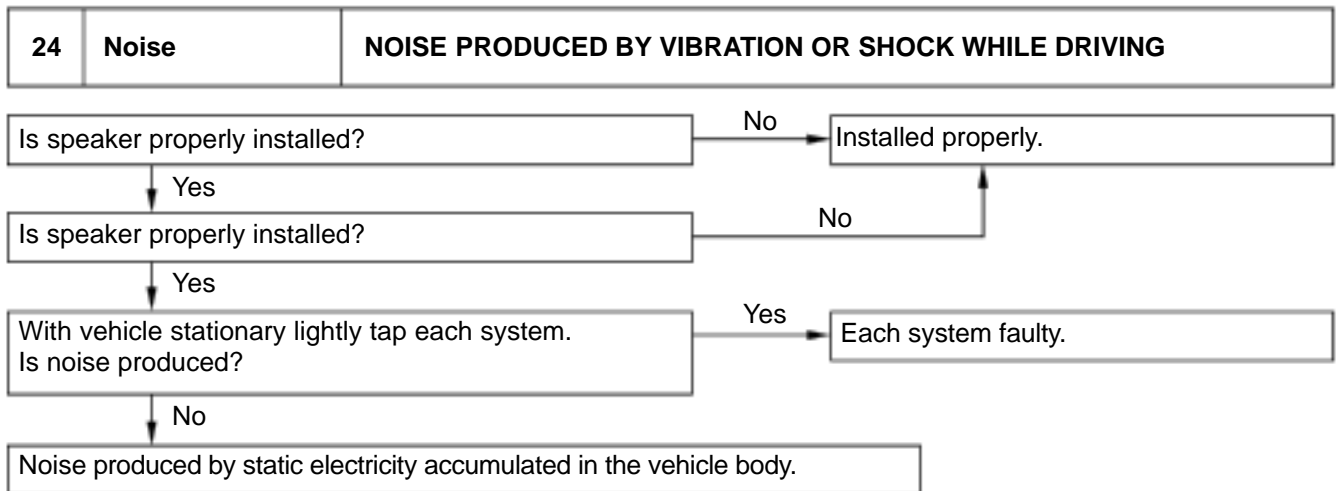 24 Noise NOISE PRODUCED BY VIBRATION OR SHOCK WHILE DRIVING
Is speaker properly installed?
No
Installed properly.
Yes
Is speaker properly installed?
No
Yes
With vehicle stationary lightly tap each system.
Is noise produced?
Yes
Each system faulty.
No
Noise produced by static electricity accumulated in the vehicle body.